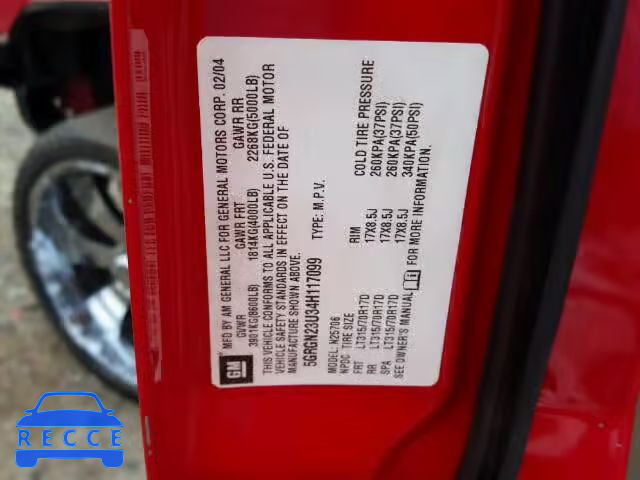 GM
MFD BY AM GENERAL LLC FOR GENERAL MOTORS CORP. 02/04
GVWR GAWR FRT GAWR RR
3901KG(8600LB) 1814KG(4000LB) 2268KG(5000LB)
THIS VEHICLE CONFORMS TO ALL APPLICABLE U.S. FEDERAL MOTOR
VEHICLE SAFETY STANDARDS IN EFFECT ON THE DATE OF
MANUFACTURE SHOWN ABOVE.
5GRGN23U34H117099 TYPE: M.P.V.
MODEL: N25706
NPDC TIRE SIZE RIM COLD TIRE PRESSURE
FRT LT315/70R17D 17X8.5J 260KPA(37PSI)
RR LT315/70R17D 17X8.5J 260KPA(37PSI)
SPA LT315/70R17D 17X8.5J 340KPA(50PSI)
SEE OWNER'S MANUAL FOR MORE INFORMATION.
RECCE